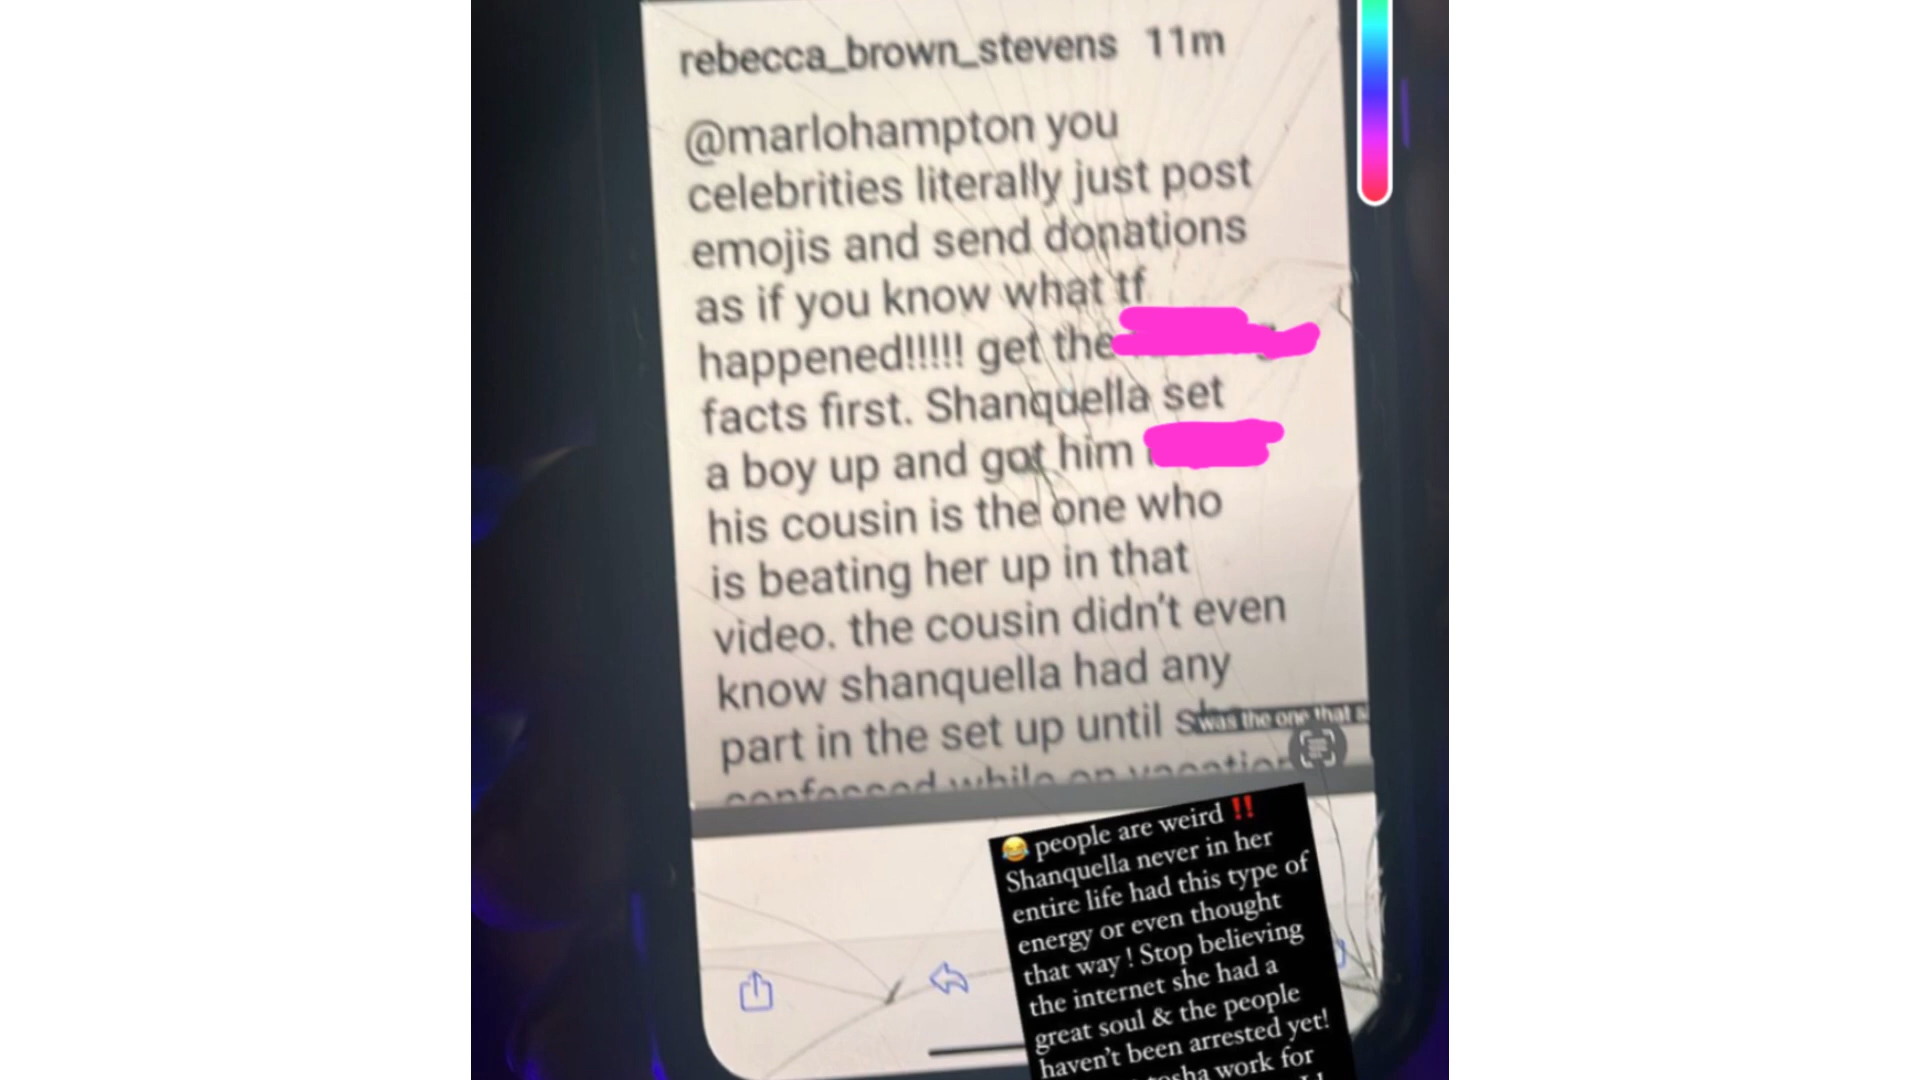 rebecca_brown_stevens 11m
@marlohampton you
celebrities literally just post
emojis and send donations
as if you know what tf
happened!!!!! get the
facts first. Shanquella set
a boy up and got him
his cousin is the one who
is beating her up in that
video. the cousin didn't even
know shanquella had any
part in the set up until
was the one that
confessed while on vacation
😂 people are weird ‼️
Shanquella never in her
entire life had this type of
energy or even thought
that way ! Stop believing
the internet she had a
great soul & the people
haven't been arrested yet!
work for